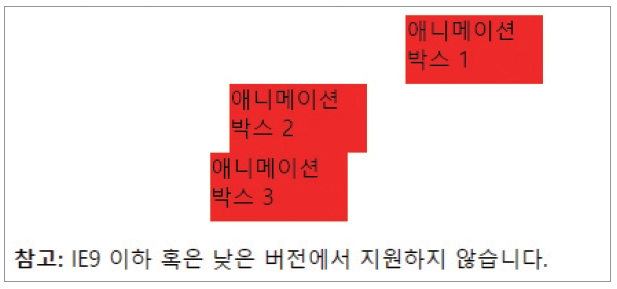 애니메이션
박스 1
애니메이션
박스 2
애니메이션
박스 3
참고: IE9 이하 혹은 낮은 버전에서 지원하지 않습니다.